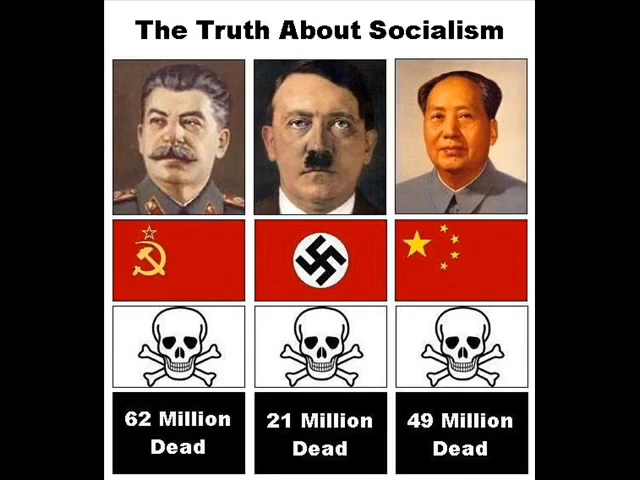 The Truth About Socialism
62 Million
Dead
21 Million
Dead
49 Million
Dead